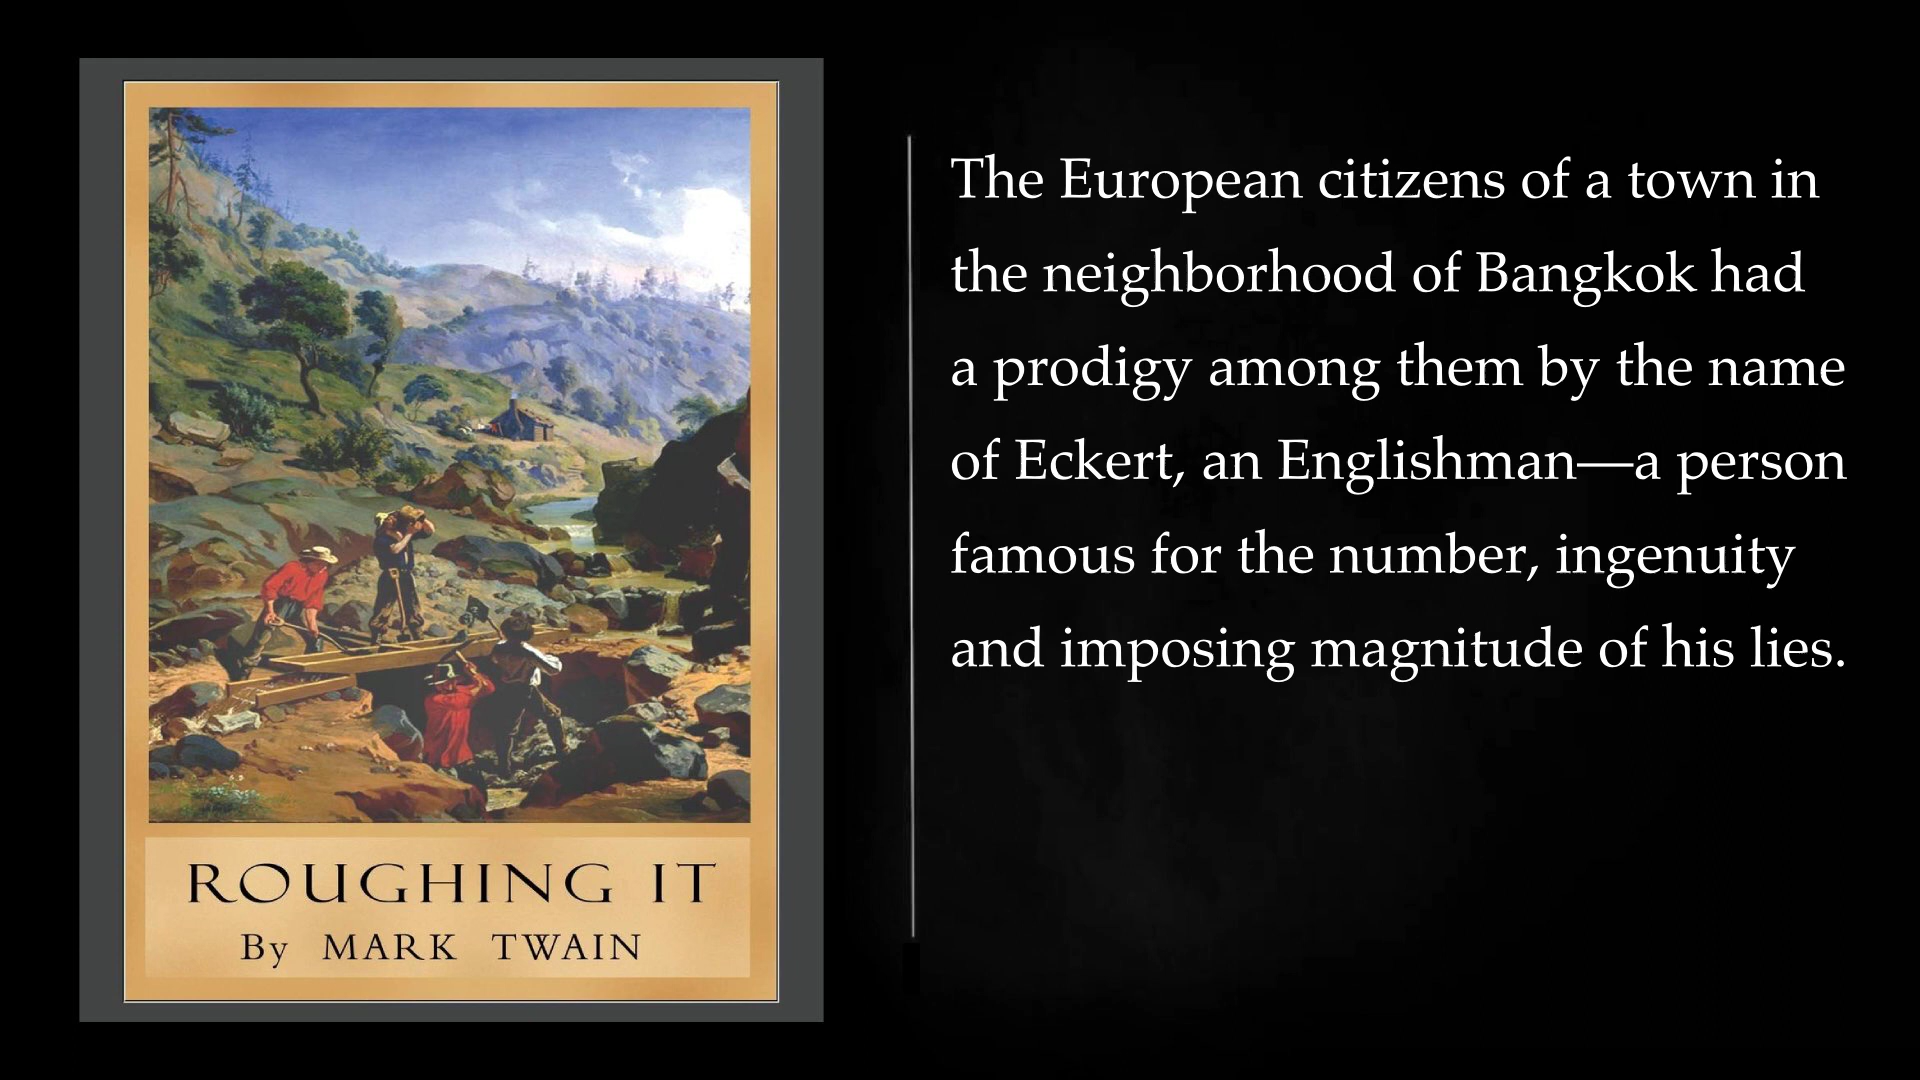 ROUGHING IT
By MARK TWAIN
The European citizens of a town in
the neighborhood of Bangkok had
a prodigy among them by the name
of Eckert, an Englishman—a person
famous for the number, ingenuity
and imposing magnitude of his lies.